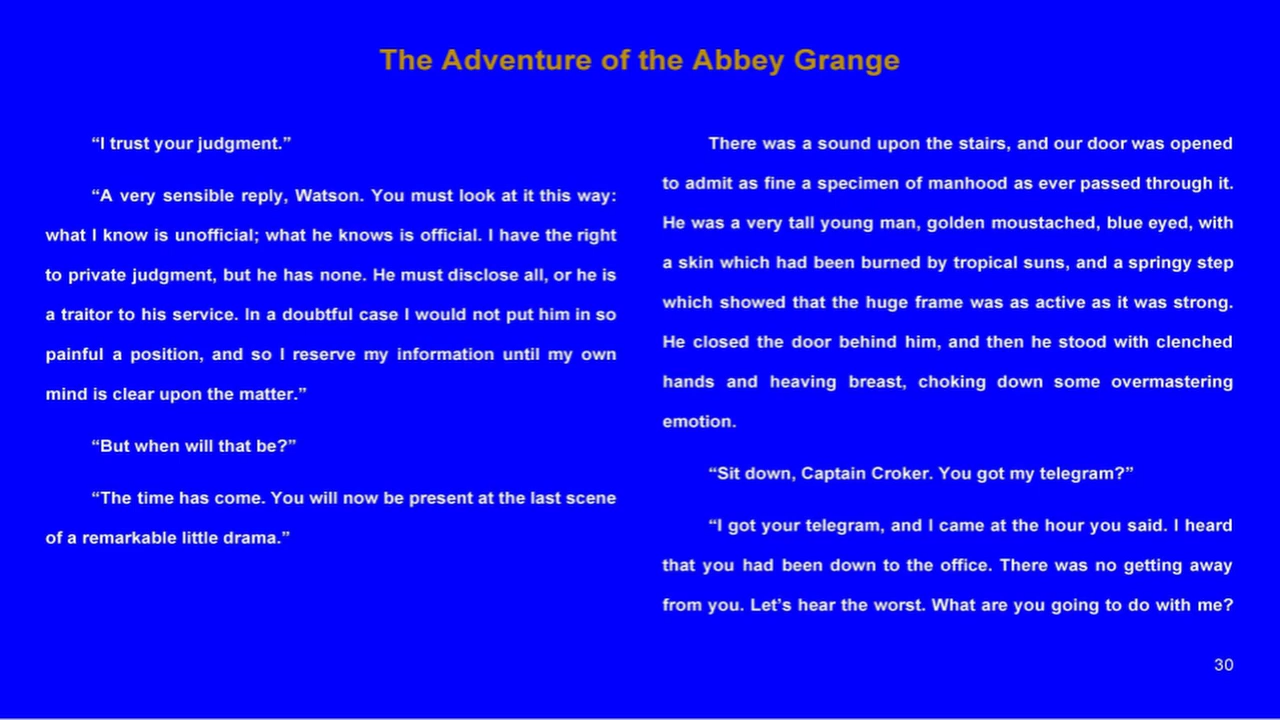 The Adventure of the Abbey Grange
“I trust your judgment.”
“A very sensible reply, Watson. You must look at it this way:
what I know is unofficial; what he knows is official. I have the right
to private judgment, but he has none. He must disclose all, or he is
a traitor to his service. In a doubtful case I would not put him in so
painful a position, and so I reserve my information until my own
mind is clear upon the matter.”
“But when will that be?”
“The time has come. You will now be present at the last scene
of a remarkable little drama.”
There was a sound upon the stairs, and our door was opened
to admit as fine a specimen of manhood as ever passed through it.
He was a very tall young man, golden moustached, blue eyed, with
a skin which had been burned by tropical suns, and a springy step
which showed that the huge frame was as active as it was strong.
He closed the door behind him, and then he stood with clenched
hands and heaving breast, choking down some overmastering
emotion.
“Sit down, Captain Croker. You got my telegram?”
“I got your telegram, and I came at the hour you said. I heard
that you had been down to the office. There was no getting away
from you. Let’s hear the worst. What are you going to do with me?
30